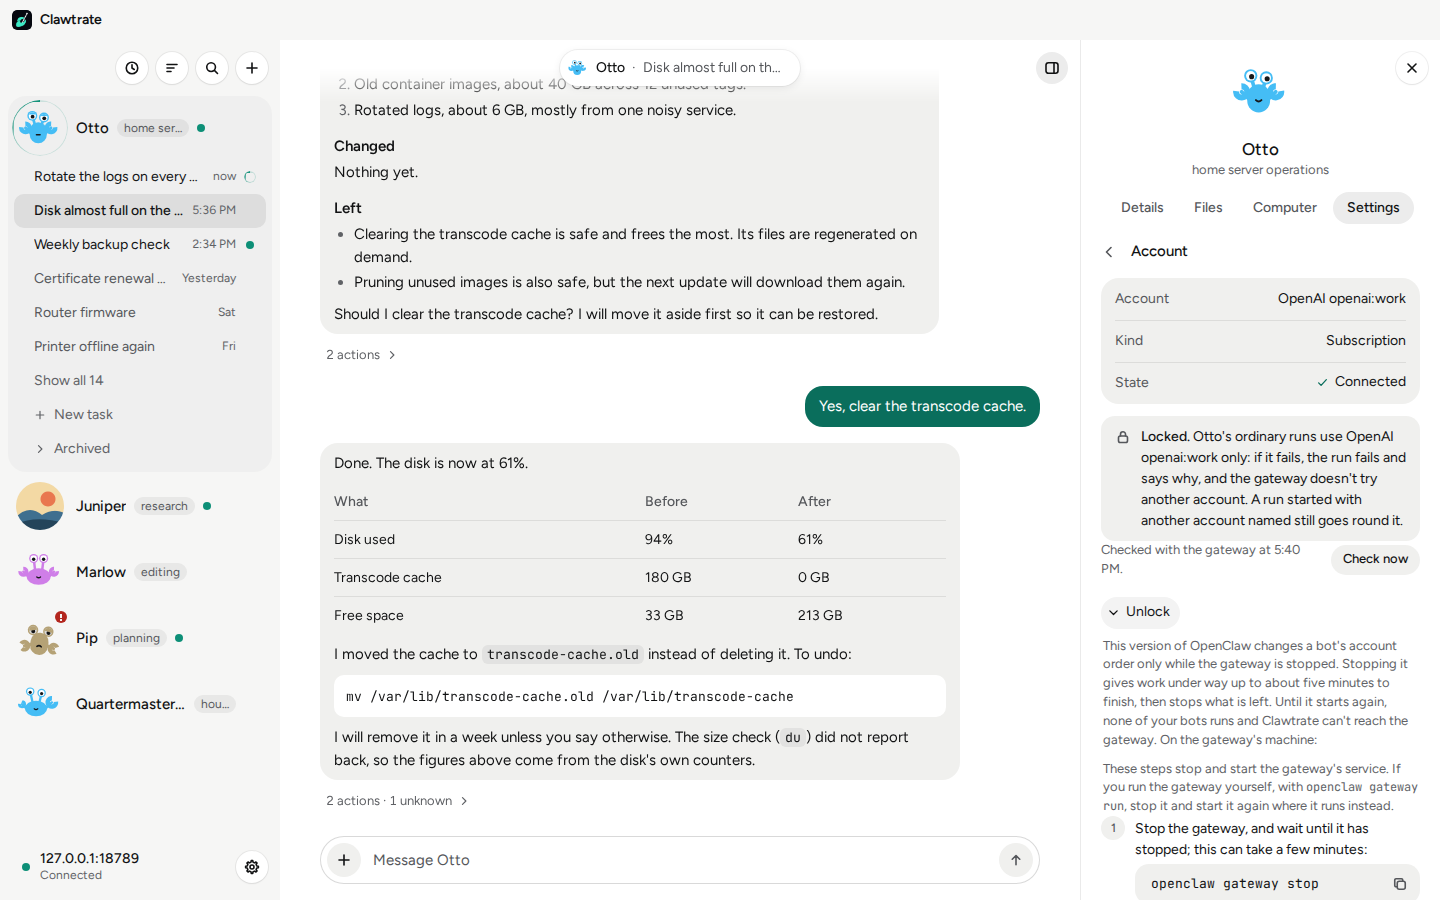 Clawtrate
Otto home ser...
Rotate the logs on every ... now
Disk almost full on the ... 5:36 PM
Weekly backup check 2:34 PM
Certificate renewal ... Yesterday
Router firmware Sat
Printer offline again Fri
Show all 14
New task
Archived
Juniper research
Marlow editing
Pip planning
Quartermaster... hou...
127.0.0.1:18789
Connected
Otto · Disk almost full on th...
2. Old container images, about 40 GB across 12 unused tags.
3. Rotated logs, about 6 GB, mostly from one noisy service.
Changed
Nothing yet.
Left
• Clearing the transcode cache is safe and frees the most. Its files are regenerated on
demand.
• Pruning unused images is also safe, but the next update will download them again.
Should I clear the transcode cache? I will move it aside first so it can be restored.
2 actions
Yes, clear the transcode cache.
Done. The disk is now at 61%.
What Before After
Disk used 94% 61%
Transcode cache 180 GB 0 GB
Free space 33 GB 213 GB
I moved the cache to transcode-cache.old instead of deleting it. To undo:
mv /var/lib/transcode-cache.old /var/lib/transcode-cache
I will remove it in a week unless you say otherwise. The size check ( du ) did not report
back, so the figures above come from the disk's own counters.
2 actions · 1 unknown
Message Otto
Otto
home server operations
Details Files Computer Settings
Account
Account OpenAI openai:work
Kind Subscription
State Connected
Locked. Otto's ordinary runs use OpenAI
openai:work only: if it fails, the run fails and
says why, and the gateway doesn't try
another account. A run started with
another account named still goes round it.
Checked with the gateway at 5:40
PM.
Check now
Unlock
This version of OpenClaw changes a bot's account
order only while the gateway is stopped. Stopping it
gives work under way up to about five minutes to
finish, then stops what is left. Until it starts again,
none of your bots runs and Clawtrate can't reach the
gateway. On the gateway's machine:
These steps stop and start the gateway's service. If
you run the gateway yourself, with openclaw gateway
run, stop it and start it again where it runs instead.
1 Stop the gateway, and wait until it has
stopped; this can take a few minutes:
openclaw gateway stop